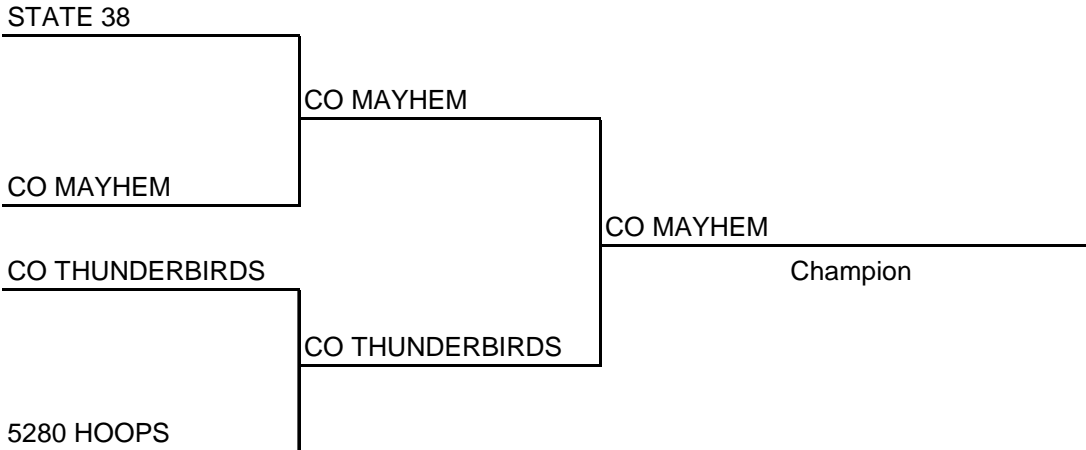 STATE 38
CO MAYHEM
CO MAYHEM
CO MAYHEM
CO THUNDERBIRDS
Champion
CO THUNDERBIRDS
5280 HOOPS